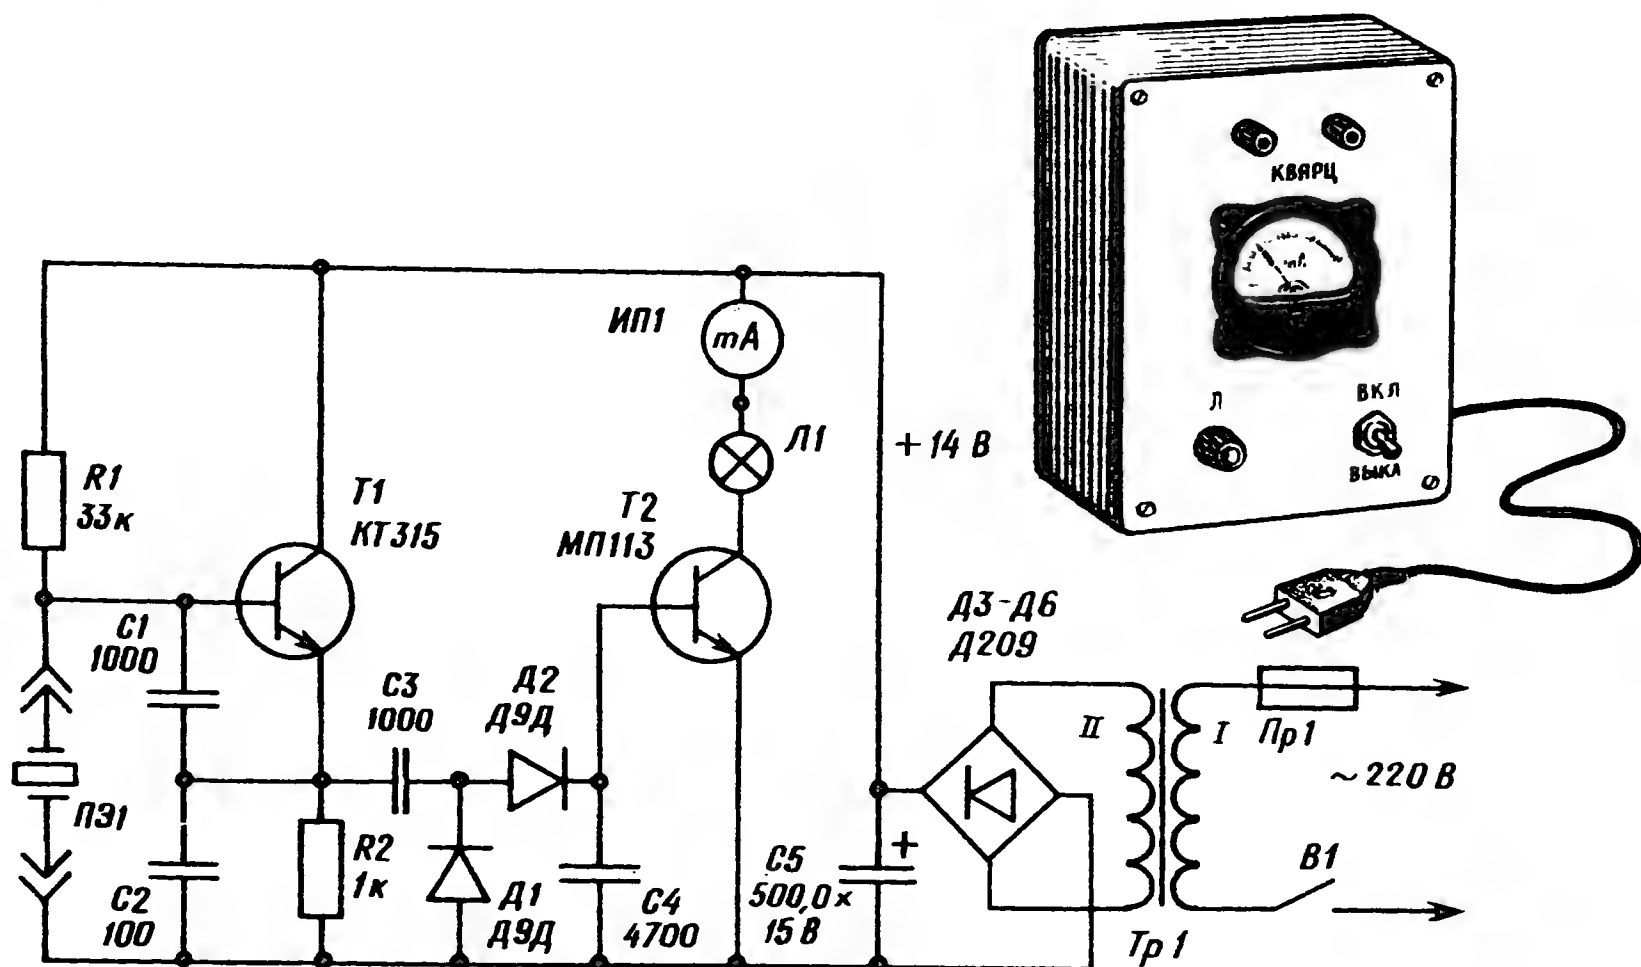 КВАРЦ
mA
Л
ВКЛ
ВЫКЛ
ИП1
mA
Л1
+14 В
R1
33к
Т1
КТ315
Т2
МП113
С1
1000
С3
1000
Д2
Д9Д
Д3-Д6
Д209
II
I
Пр1
~220 В
ПЭ1
С2
100
R2
1к
Д1
Д9Д
С4
4700
С5
+
500,0×
15 В
В1
Тр1